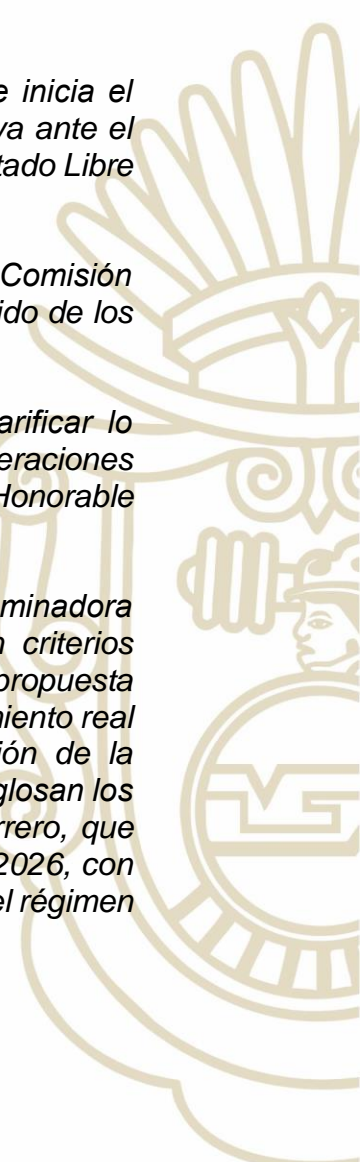 e inicia el
va ante el
tado Libre
Comisión
ido de los
arificar lo
eraciones
Honorable
minadora
n criterios
propuesta
miento real
ión de la
glosan los
rrero, que
2026, con
el régimen